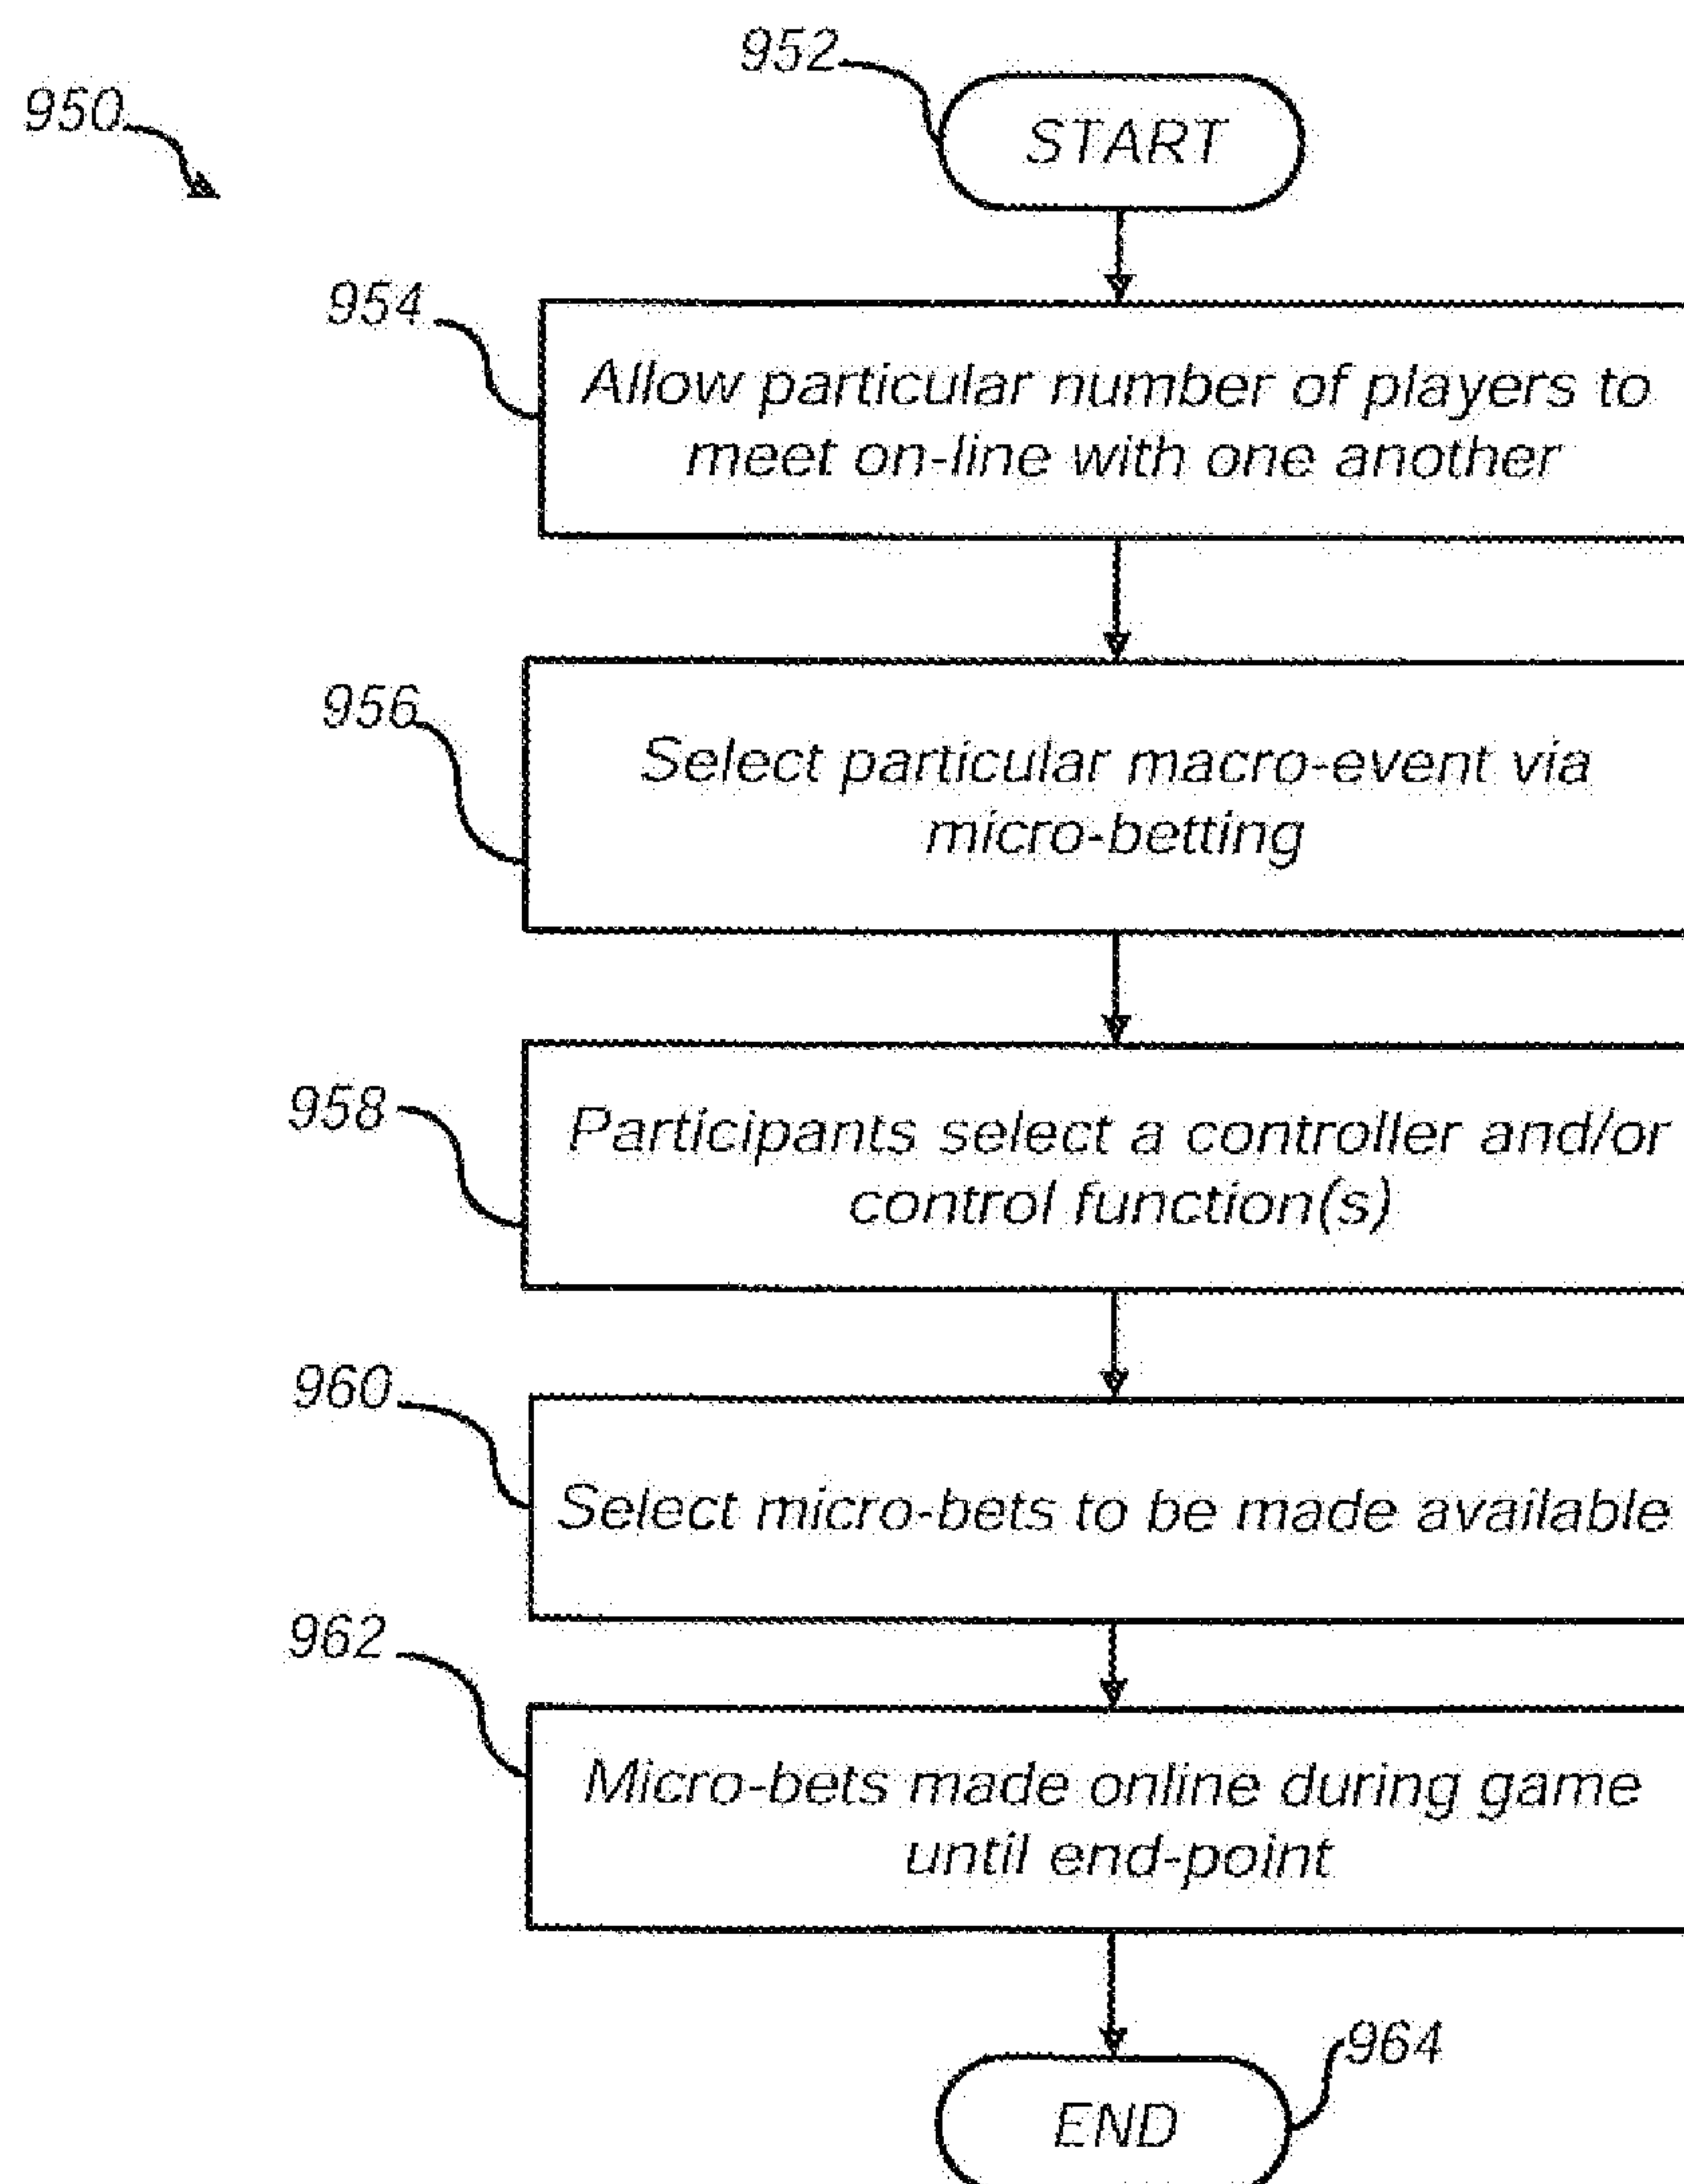 952
950
START
954
Allow particular number of players to
meet on-line with one another
956
Select particular macro-event via
micro-betting
958
Participants select a controller and/or
control function(s)
960
Select micro-bets to be made available
962
Micro-bets made online during game
until end-point
964
END